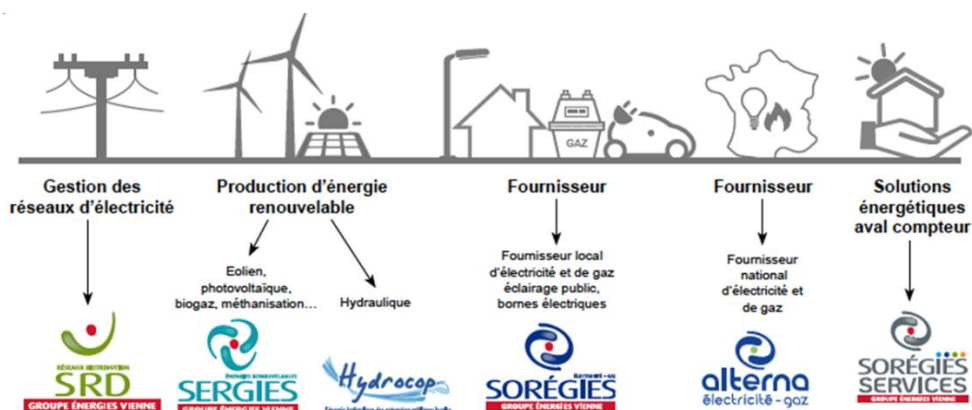 GAZ
Gestion des
réseaux d'électricité
Production d'énergie
renouvelable
Fournisseur
Fournisseur
Solutions
énergétiques
aval compteur
Eolien,
photovoltaïque,
biogaz, méthanisation…
Hydraulique
Fournisseur local
d'électricité et de gaz
éclairage public,
bornes électriques
Fournisseur
national
d'électricité et
de gaz
RÉSEAUX DISTRIBUTION
SRD
GROUPE ÉNERGIES VIENNE
ÉNERGIES RENOUVELABLES
SERGIES
GROUPE ÉNERGIES VIENNE
Hydrocop
SORÉGIES
GROUPE ÉNERGIES VIENNE
alterna
électricité-gaz
SORÉGIES
SERVICES
GROUPE ÉNERGIES VIENNE